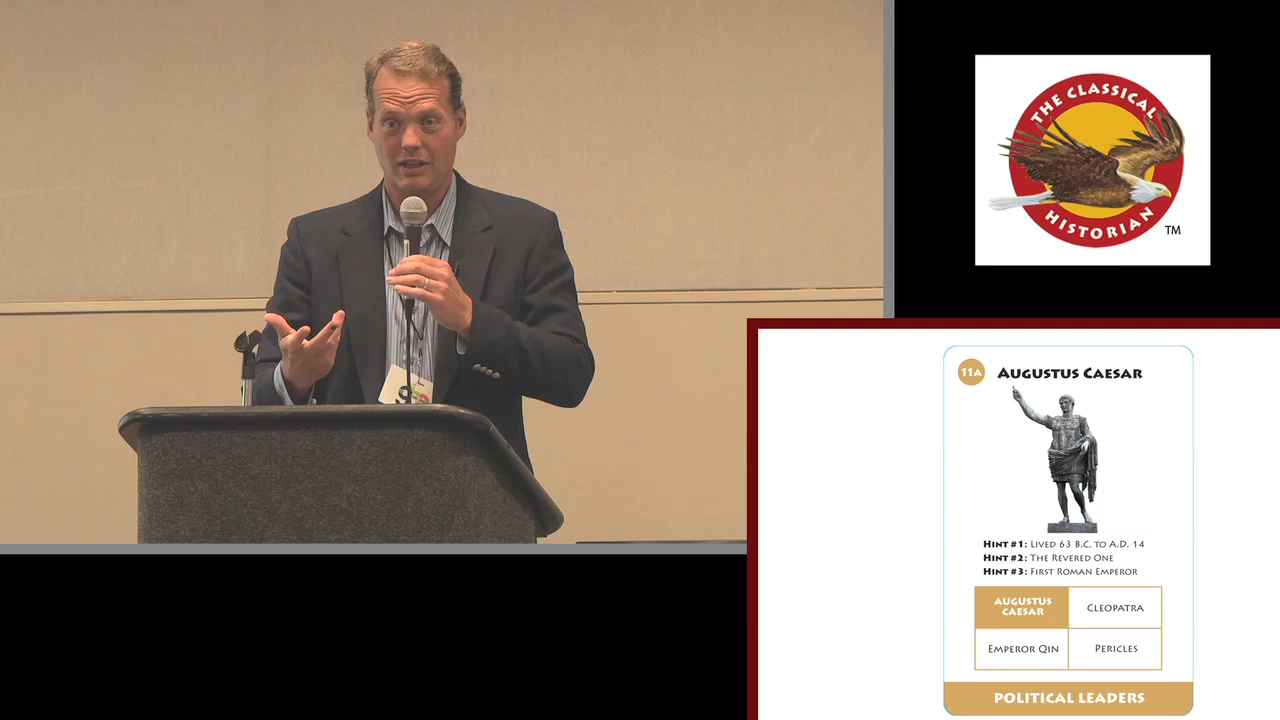 THE CLASSICAL
HISTORIAN
TM
11A AUGUSTUS CAESAR
HINT #1: LIVED 63 B.C. TO A.D. 14
HINT #2: THE REVERED ONE
HINT #3: FIRST ROMAN EMPEROR
AUGUSTUS
CAESAR
CLEOPATRA
EMPEROR QIN
PERICLES
POLITICAL LEADERS